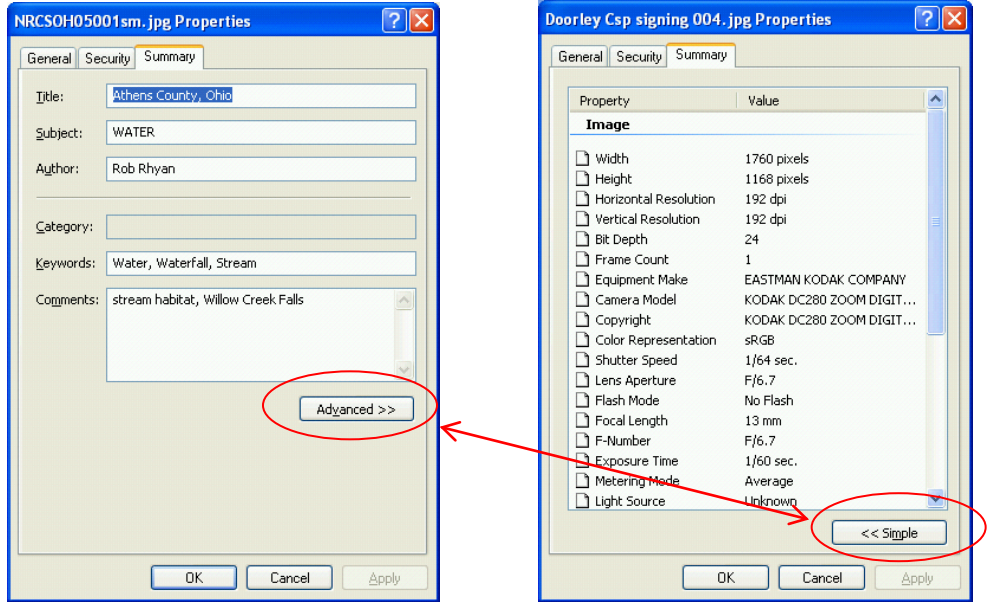 NRCSOH05001sm.jpg Properties
General Security Summary
Title: Athens County, Ohio
Subject: WATER
Author: Rob Rhyan
Category:
Keywords: Water, Waterfall, Stream
Comments: stream habitat, Willow Creek Falls
Advanced >>
OK Cancel Apply
Doorley Csp signing 004.jpg Properties
General Security Summary
Property Value
Image
Width 1760 pixels
Height 1168 pixels
Horizontal Resolution 192 dpi
Vertical Resolution 192 dpi
Bit Depth 24
Frame Count 1
Equipment Make EASTMAN KODAK COMPANY
Camera Model KODAK DC280 ZOOM DIGIT...
Copyright KODAK DC280 ZOOM DIGIT...
Color Representation sRGB
Shutter Speed 1/64 sec.
Lens Aperture F/6.7
Flash Mode No Flash
Focal Length 13 mm
F-Number F/6.7
Exposure Time 1/60 sec.
Metering Mode Average
Light Source Unknown
<< Simple
OK Cancel Apply